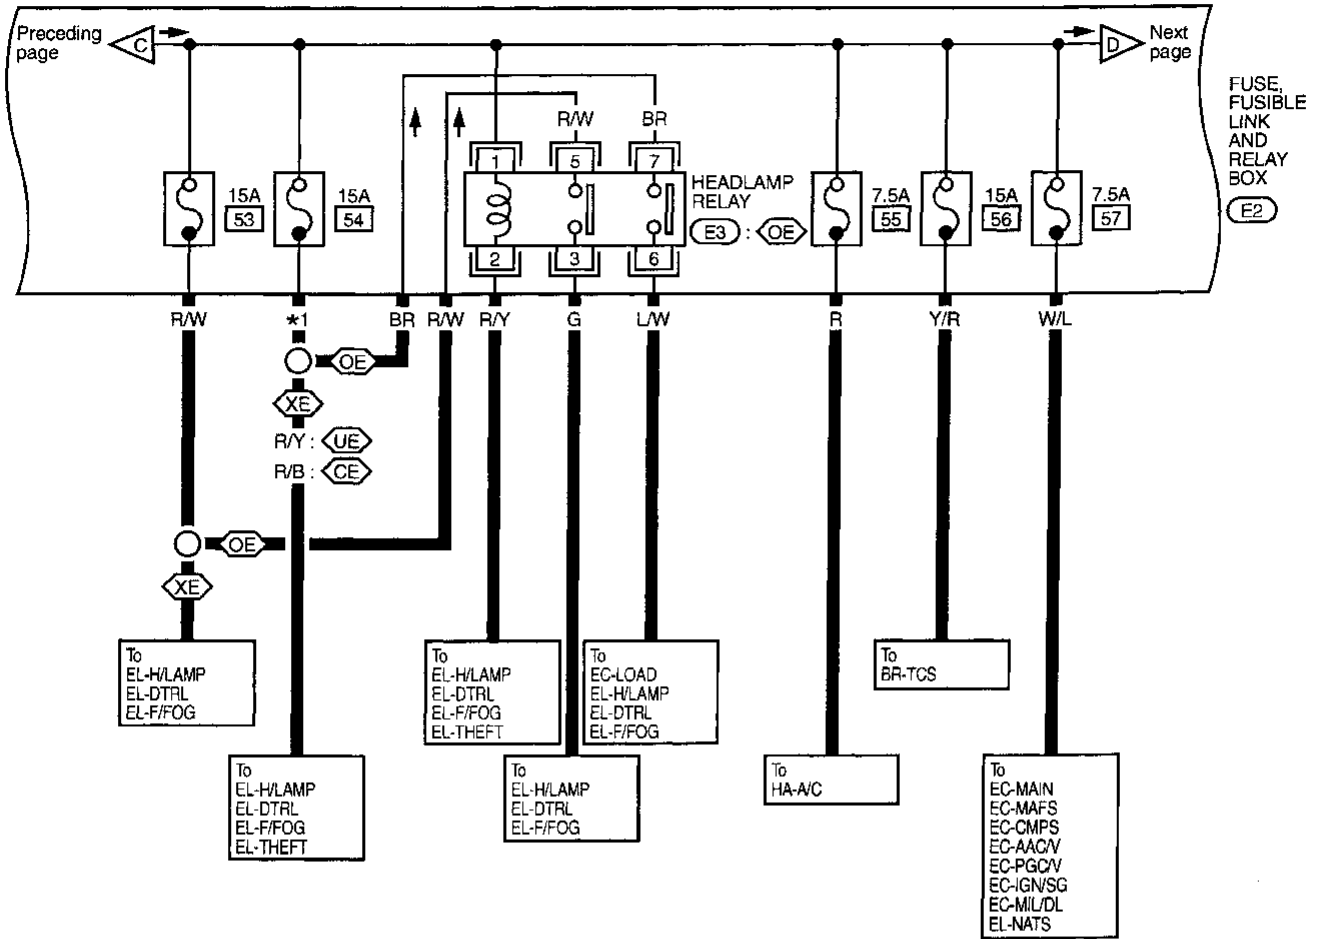 Preceding
page
C
D
Next
page
FUSE,
FUSIBLE
LINK
AND
RELAY
BOX
E2
R/W
BR
1
5
7
15A
53
15A
54
HEADLAMP
RELAY
E3 : OE
7.5A
55
15A
56
7.5A
57
2
3
6
R/W
*1
BR
R/W
R/Y
G
L/W
R
Y/R
W/L
OE
XE
R/Y : UE
R/B : CE
OE
XE
To
EL-H/LAMP
EL-DTRL
EL-F/FOG
To
EL-H/LAMP
EL-DTRL
EL-F/FOG
EL-THEFT
To
EC-LOAD
EL-H/LAMP
EL-DTRL
EL-F/FOG
To
BR-TCS
To
EL-H/LAMP
EL-DTRL
EL-F/FOG
EL-THEFT
To
EL-H/LAMP
EL-DTRL
EL-F/FOG
To
HA-A/C
To
EC-MAIN
EC-MAFS
EC-CMPS
EC-AAC/V
EC-PGC/V
EC-IGN/SG
EC-MIL/DL
EL-NATS